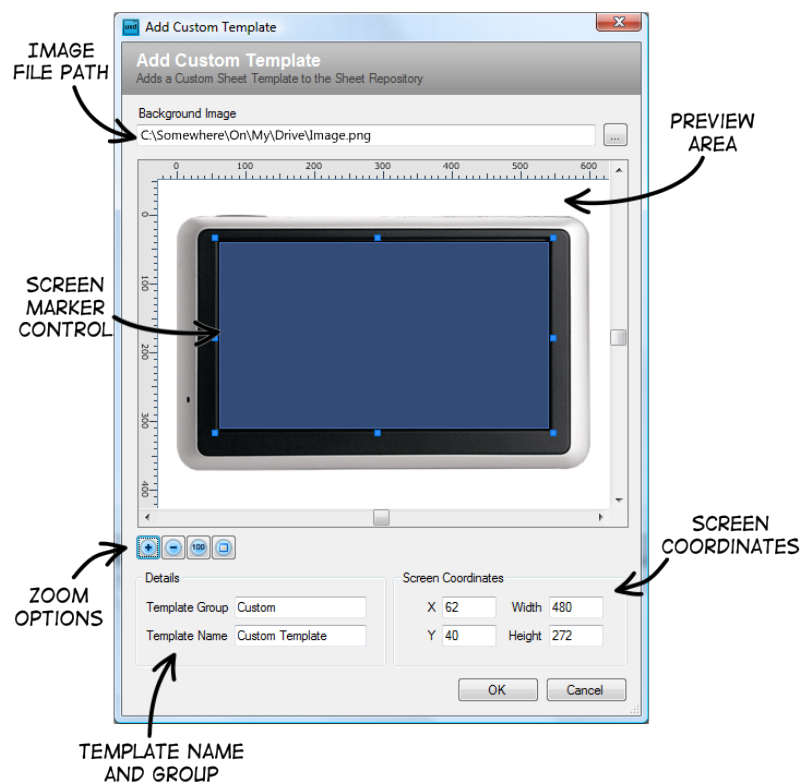 uxd Add Custom Template
Add Custom Template
Adds a Custom Sheet Template to the Sheet Repository
IMAGE
FILE PATH
Background Image
C:\Somewhere\On\My\Drive\Image.png
...
PREVIEW
AREA
0 100 200 300 400 500 600
0
100
200
300
400
SCREEN
MARKER
CONTROL
100
SCREEN
COORDINATES
ZOOM
OPTIONS
Details
Template Group Custom
Template Name Custom Template
Screen Coordinates
X 62 Width 480
Y 40 Height 272
OK Cancel
TEMPLATE NAME
AND GROUP